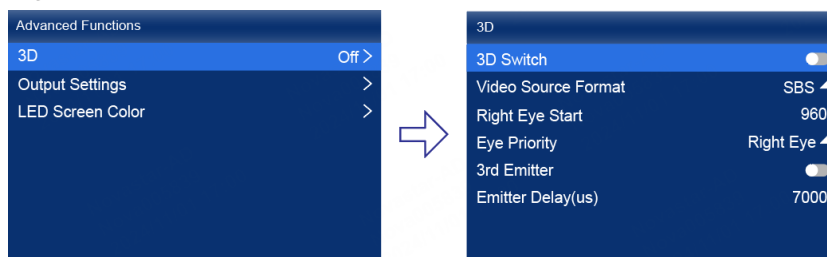 Advanced Functions
3D Off >
Output Settings >
LED Screen Color >
3D
3D Switch
Video Source Format SBS
Right Eye Start 960
Eye Priority Right Eye
3rd Emitter
Emitter Delay(us) 7000